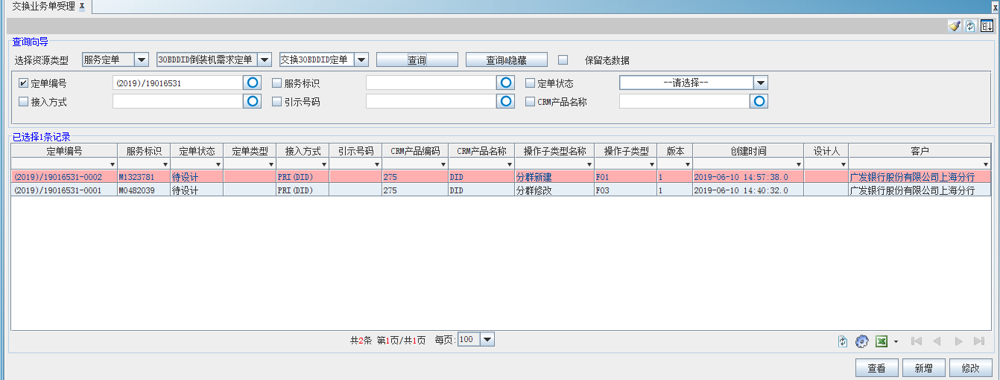 交换业务单受理 x
查询向导
选择资源类型 服务定单 30BDDID倒装机需求定单 交换30BDDID定单 查询 查询&隐藏 保留老数据
定单编号 (2019)/19016531 服务标识 定单状态 --请选择--
接入方式 引示号码 CRM产品名称
已选择1条记录
定单编号 服务标识 定单状态 定单类型 接入方式 引示号码 CRM产品编码 CRM产品名称 操作子类型名称 操作子类型 版本 创建时间 设计人 客户
(2019)/19016531-0002 M1323781 待设计 PRI(DID) 275 DID 分群新建 F01 1 2019-06-10 14:57:38.0 广发银行股份有限公司上海分行
(2019)/19016531-0001 M0482039 待设计 PRI(DID) 275 DID 分群修改 F03 1 2019-06-10 14:40:32.0 广发银行股份有限公司上海分行
共2条 第1页/共1页 每页: 100
查看 新增 修改